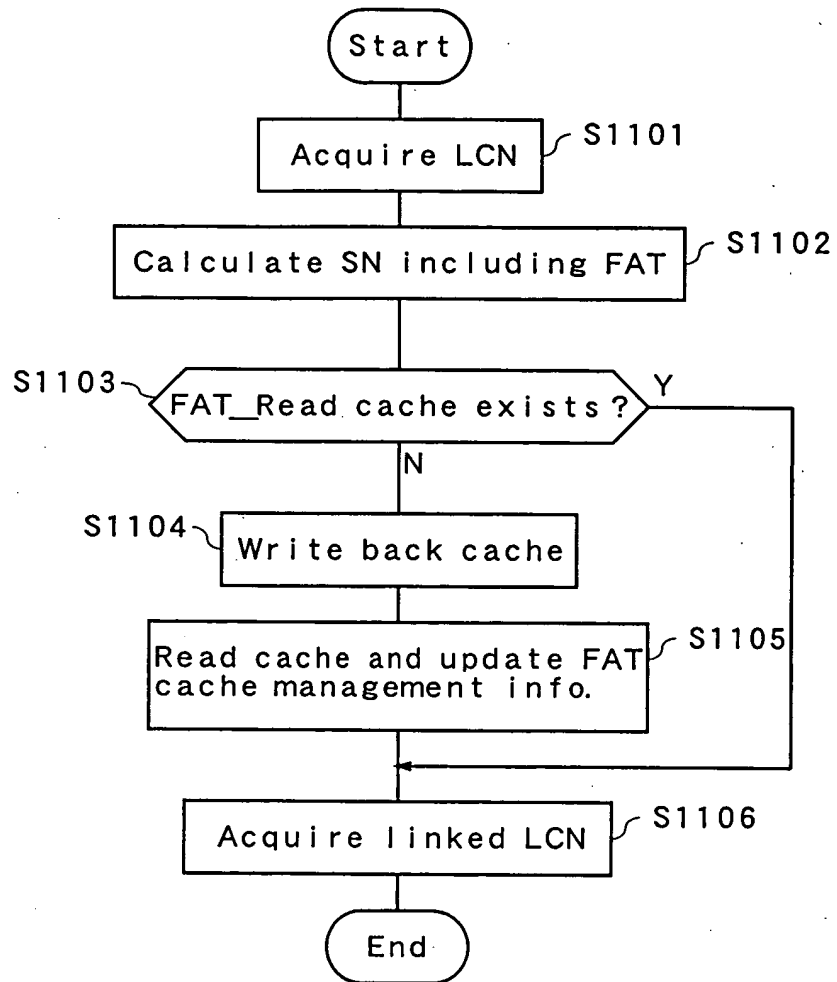 Start
Acquire LCN
S1101
Calculate SN including FAT
S1102
S1103
FAT_Read cache exists?
Y
N
S1104
Write back cache
Read cache and update FAT
cache management info.
S1105
Acquire linked LCN
S1106
End